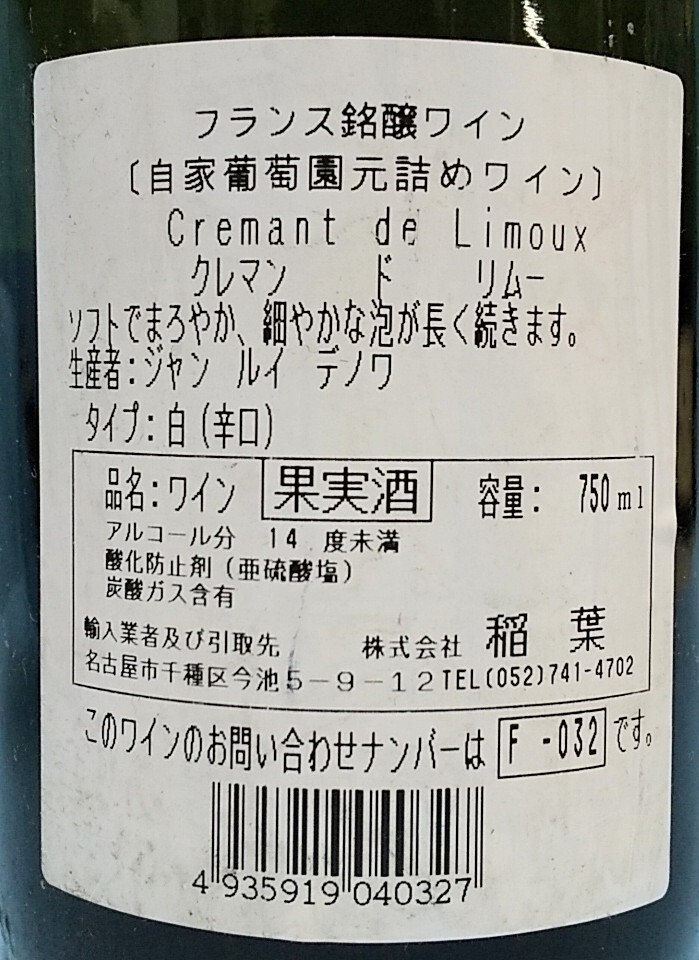 フランス銘醸ワイン
〔自家葡萄園元詰めワイン〕
Cremant de Limoux
クレマン ド リムー
ソフトでまろやか、細やかな泡が長く続きます。
生産者：ジャン ルイ デノワ
タイプ：白（辛口）
品名：ワイン 果実酒 容量： 750ml
アルコール分 14 度未満
酸化防止剤（亜硫酸塩）
炭酸ガス含有
輸入業者及び引取先 株式会社 稲葉
名古屋市千種区今池５－９－１２TEL(052)741-4702
このワインのお問い合わせナンバーは F -032 です。
4 935919 040327